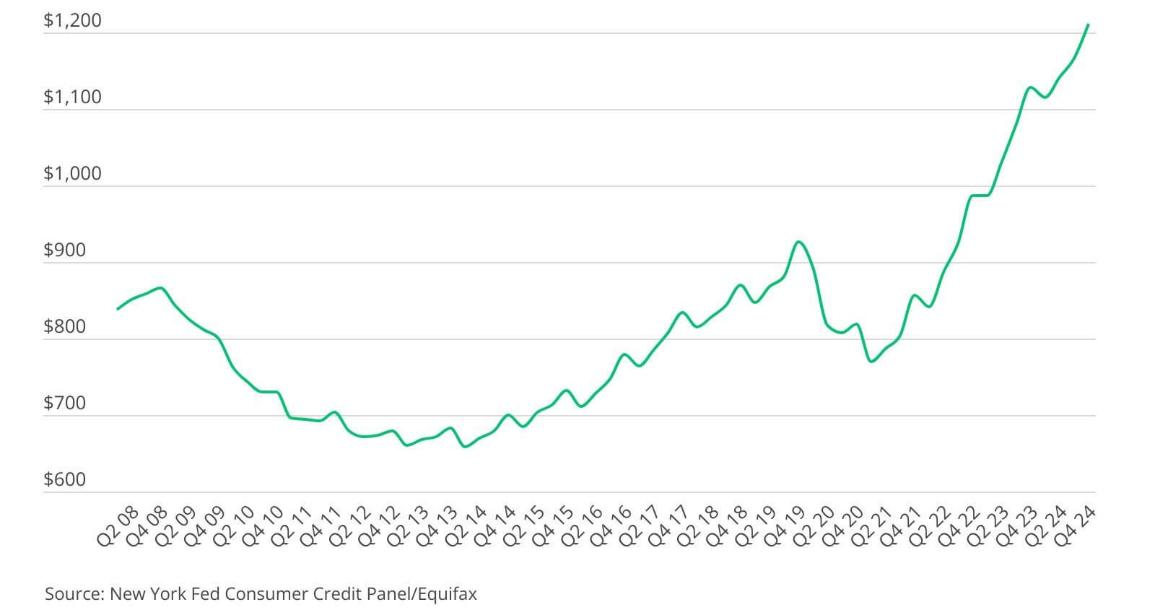 $1,200
$1,100
$1,000
$900
$800
$700
$600
Q2 08
Q4 08
Q2 09
Q4 09
Q2 10
Q4 10
Q2 11
Q4 11
Q2 12
Q4 12
Q2 13
Q4 13
Q2 14
Q4 14
Q2 15
Q4 15
Q2 16
Q4 16
Q2 17
Q4 17
Q2 18
Q4 18
Q2 19
Q4 19
Q2 20
Q4 20
Q2 21
Q4 21
Q2 22
Q4 22
Q2 23
Q4 23
Q2 24
Q4 24
Source: New York Fed Consumer Credit Panel/Equifax